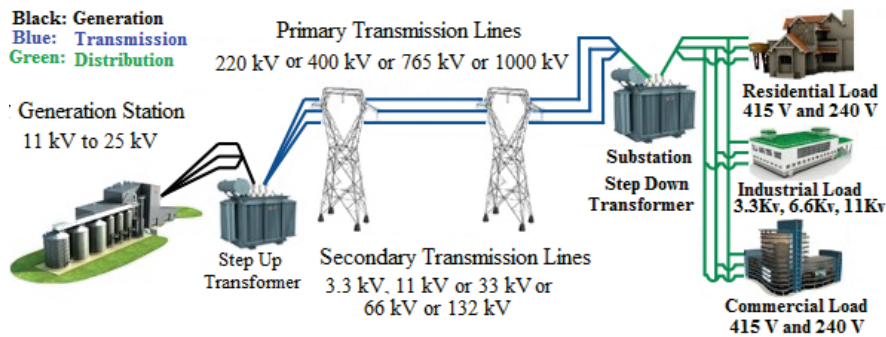 Black: Generation
Blue: Transmission
Green: Distribution
Primary Transmission Lines
220 kV or 400 kV or 765 kV or 1000 kV
r Generation Station
11 kV to 25 kV
Step Up
Transformer
Secondary Transmission Lines
3.3 kV, 11 kV or 33 kV or
66 kV or 132 kV
Substation
Step Down
Transformer
Residential Load
415 V and 240 V
Industrial Load
3.3Kv, 6.6Kv, 11Kv
Commercial Load
415 V and 240 V